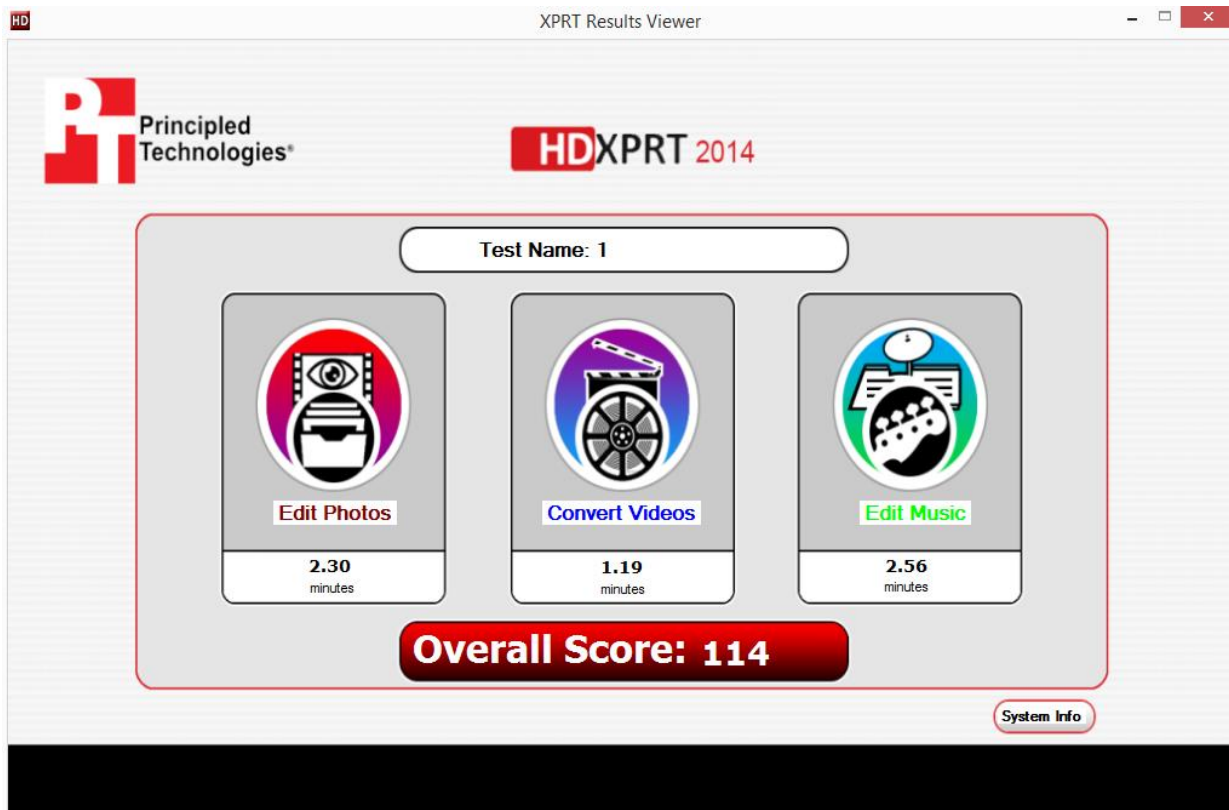 HD
XPRT Results Viewer
PT
Principled
Technologies®
HDXPRT 2014
Test Name: 1
Edit Photos
Convert Videos
Edit Music
2.30
minutes
1.19
minutes
2.56
minutes
Overall Score: 114
System Info